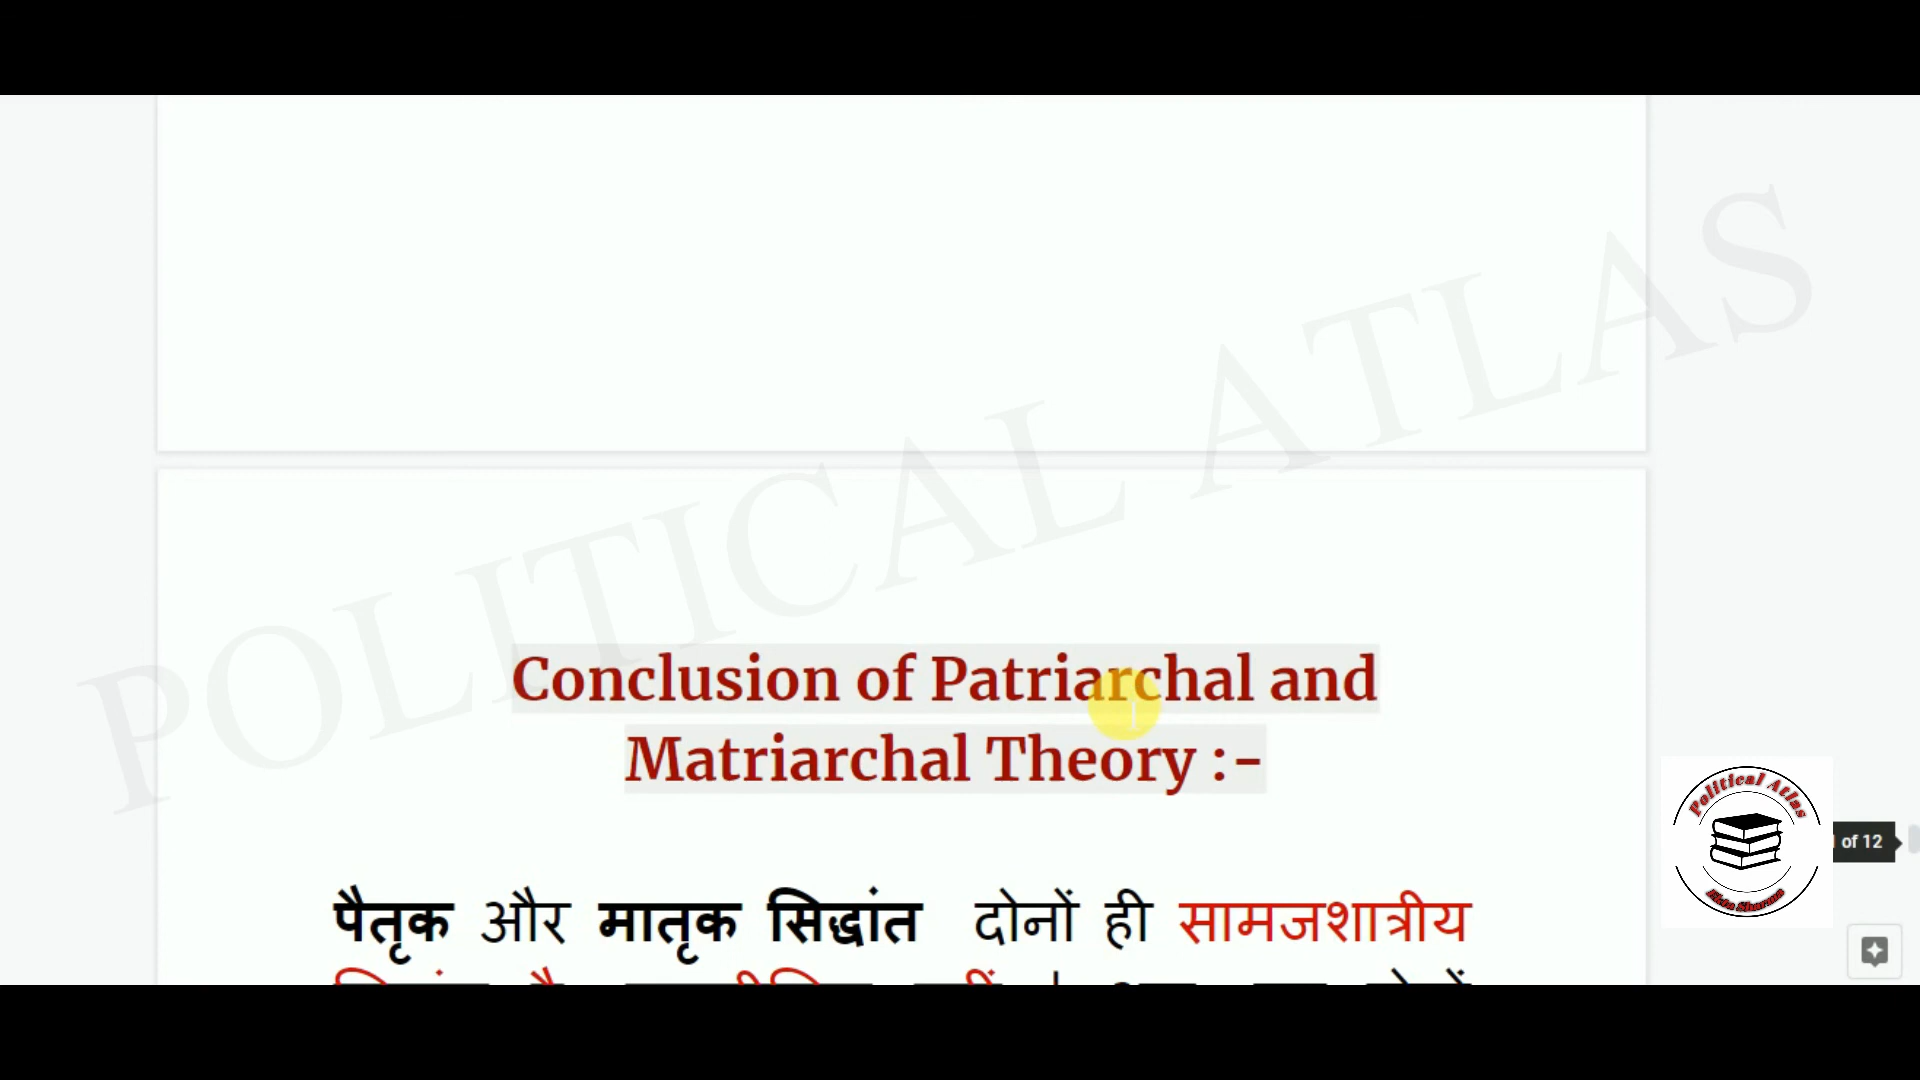 POLITICAL ATLAS
Conclusion of Patriarchal and
Matriarchal Theory :-
पैतृक और मातृक सिद्धांत दोनों ही सामजशात्रीय
Political Atlas
of 12